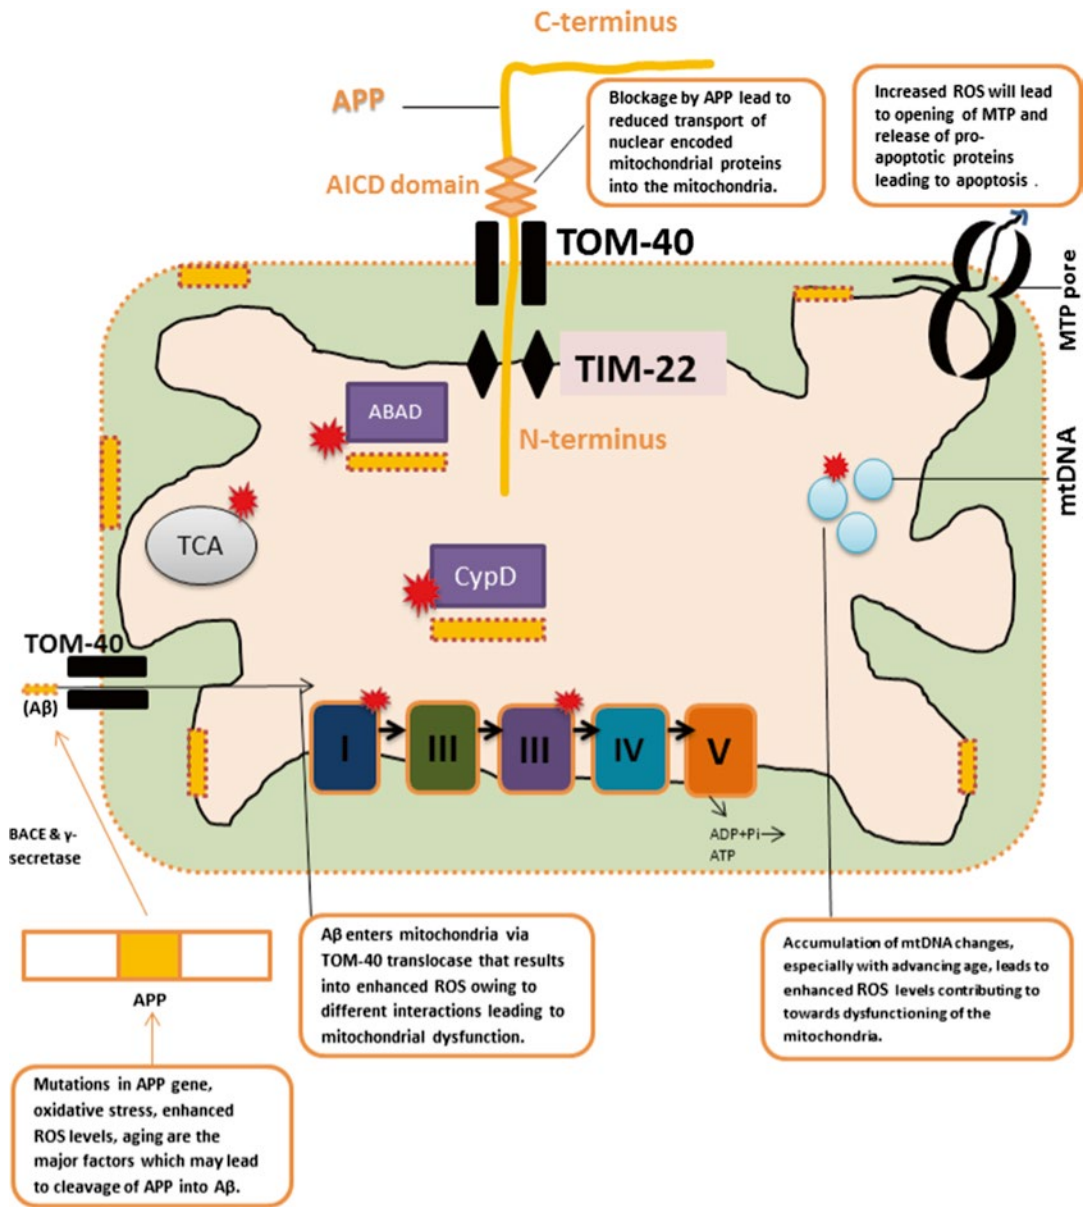 C-terminus
APP
AICD domain
Blockage by APP lead to
reduced transport of
nuclear encoded
mitochondrial proteins
into the mitochondria.
Increased ROS will lead
to opening of MTP and
release of pro-
apoptotic proteins
leading to apoptosis .
TOM-40
MTP pore
TIM-22
ABAD
N-terminus
mtDNA
TCA
CypD
TOM-40
(Aβ)
I
III
III
IV
V
ADP+Pi
ATP
BACE & γ-
secretase
APP
Aβ enters mitochondria via
TOM-40 translocase that results
into enhanced ROS owing to
different interactions leading to
mitochondrial dysfunction.
Accumulation of mtDNA changes,
especially with advancing age, leads to
enhanced ROS levels contributing to
towards dysfunctioning of the
mitochondria.
Mutations in APP gene,
oxidative stress, enhanced
ROS levels, aging are the
major factors which may lead
to cleavage of APP into Aβ.